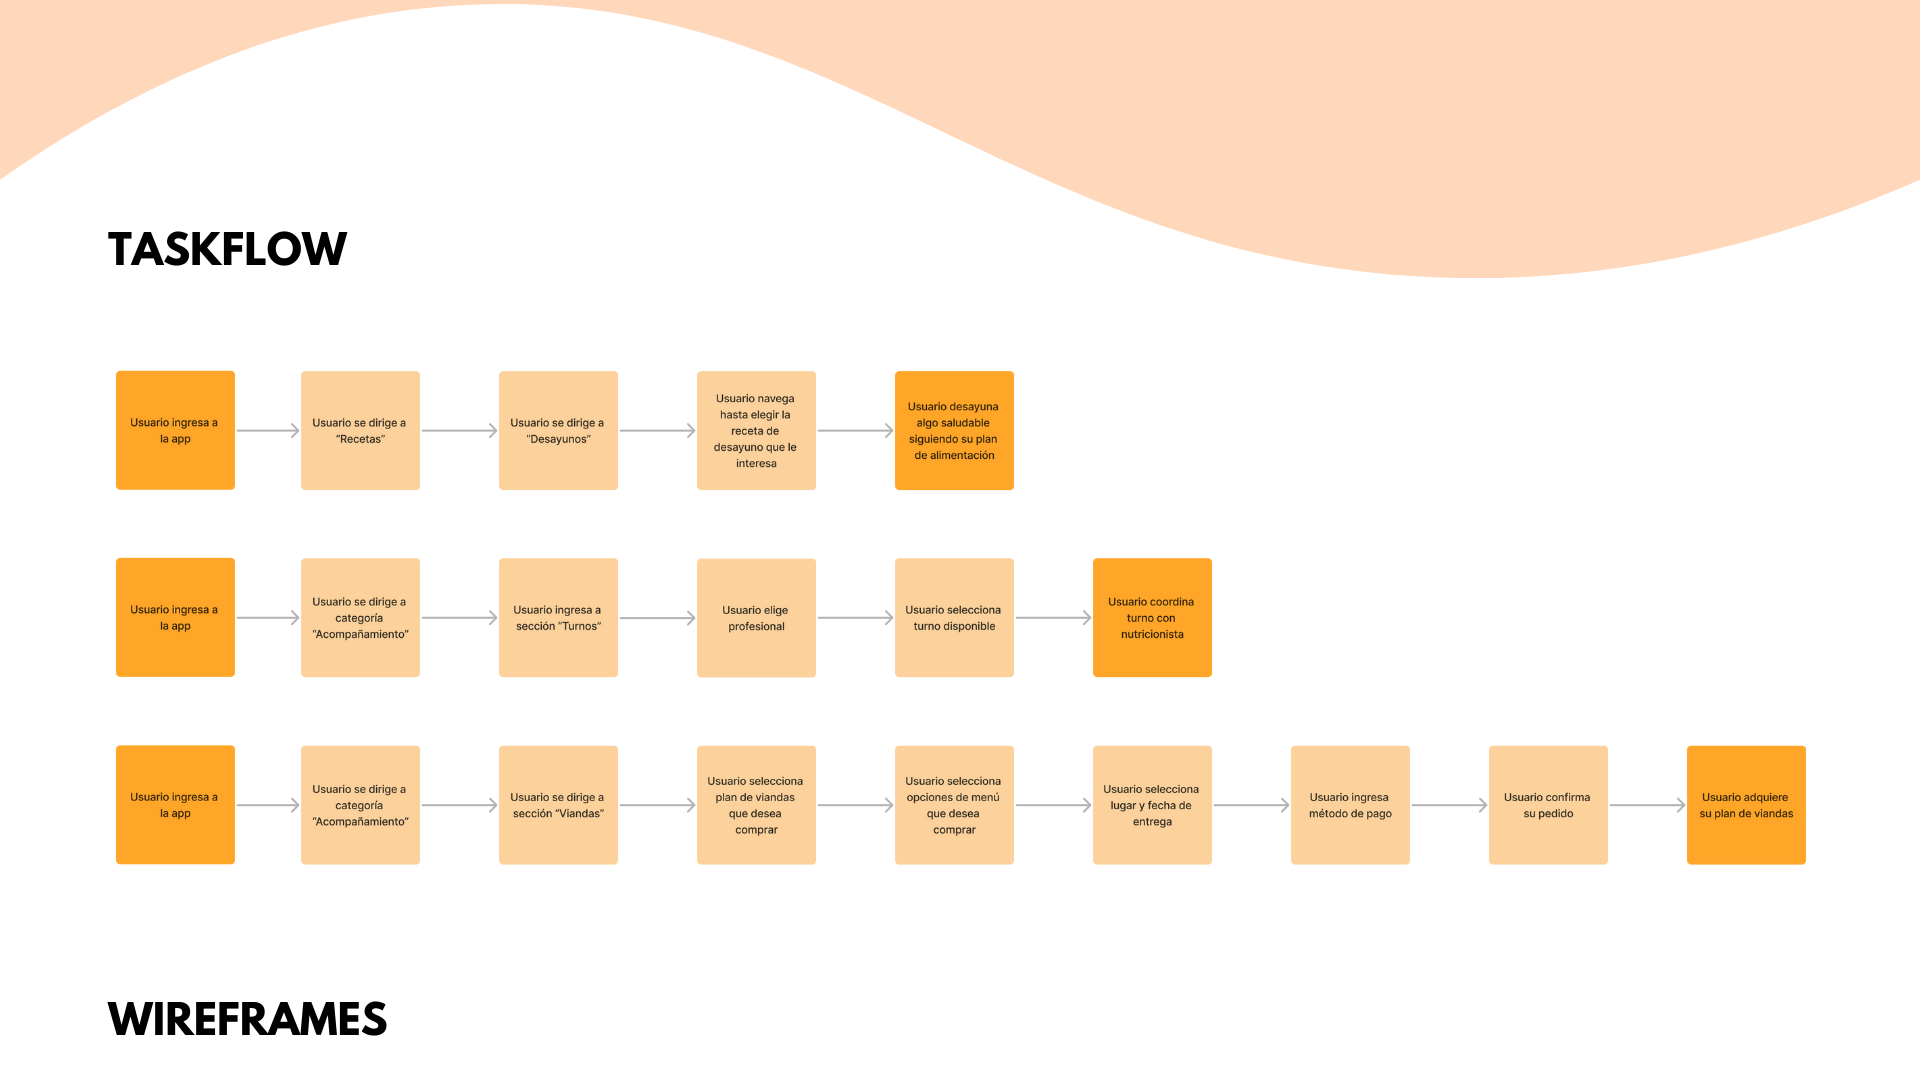 TASKFLOW
Usuario ingresa a
la app
Usuario se dirige a
“Recetas”
Usuario se dirige a
“Desayunos”
Usuario navega
hasta elegir la
receta de
desayuno que le
interesa
Usuario desayuna
algo saludable
siguiendo su plan
de alimentación
Usuario ingresa a
la app
Usuario se dirige a
categoría
“Acompañamiento”
Usuario ingresa a
sección “Turnos”
Usuario elige
profesional
Usuario selecciona
turno disponible
Usuario coordina
turno con
nutricionista
Usuario ingresa a
la app
Usuario se dirige a
categoría
“Acompañamiento”
Usuario se dirige a
sección “Viandas”
Usuario selecciona
plan de viandas
que desea
comprar
Usuario selecciona
opciones de menú
que desea
comprar
Usuario selecciona
lugar y fecha de
entrega
Usuario ingresa
método de pago
Usuario confirma
su pedido
Usuario adquiere
su plan de viandas
WIREFRAMES